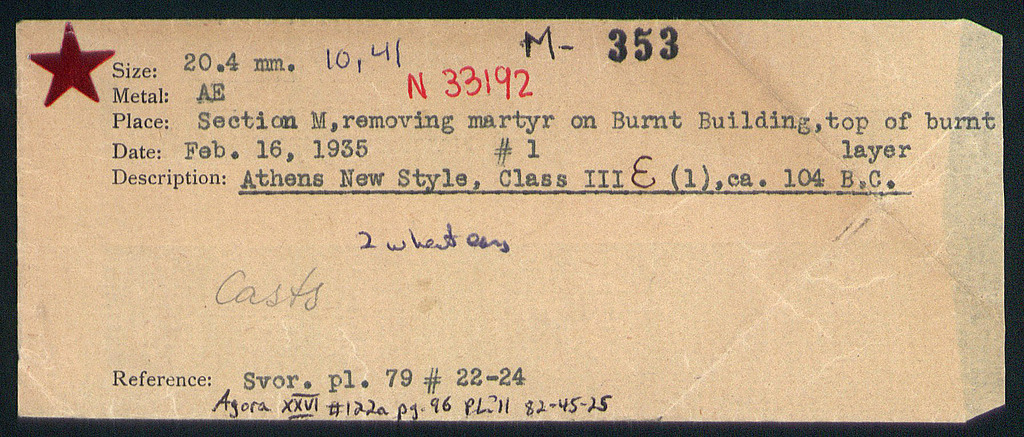 M- 353
Size: 20.4 mm. 10,41
N 33192
Metal: AE
Place: Section M,removing martyr on Burnt Building,top of burnt
Date: Feb. 16, 1935 # 1 layer
Description: Athens New Style, Class III Ɛ (1),ca. 104 B.C.
2 wheat ears
Casts
Reference: Svor. pl. 79 # 22-24
Agora XXVI #122a pg. 96 82-45-25